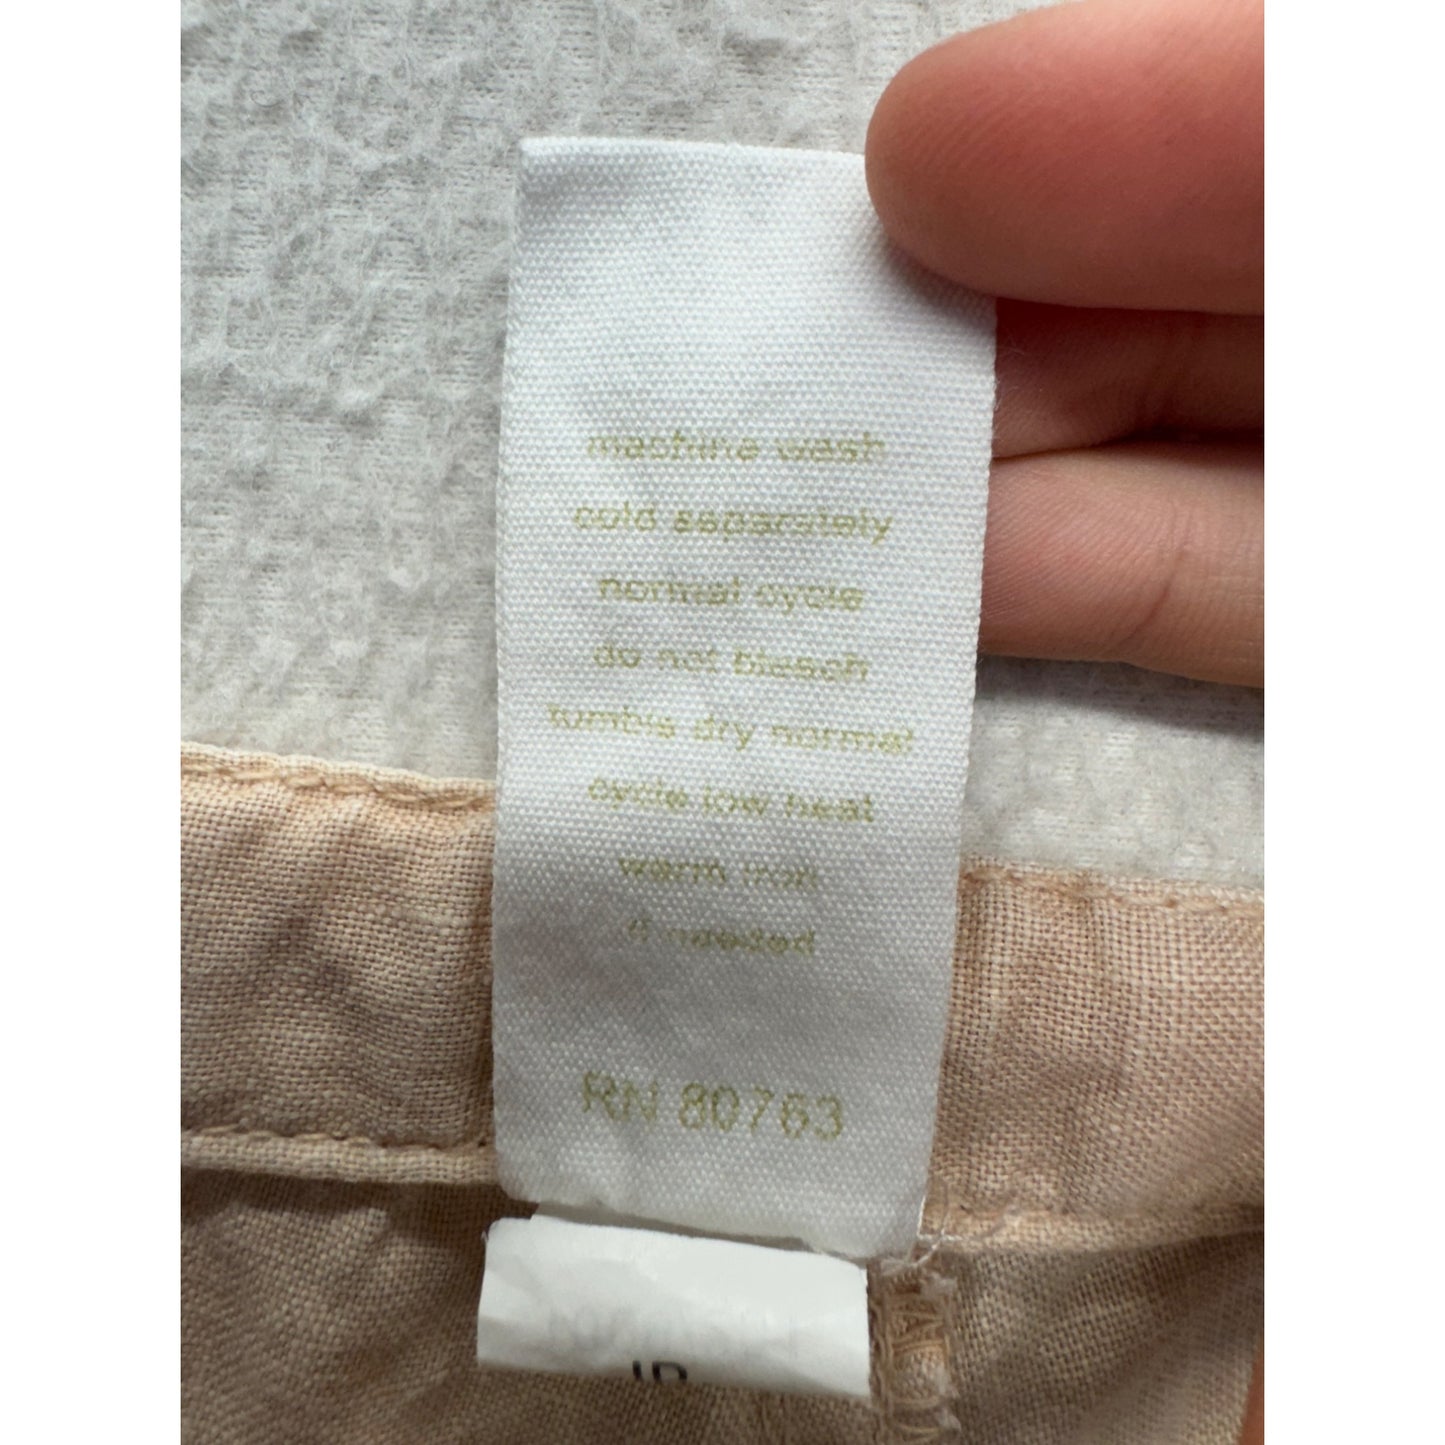 machine wash
cold separately
normal cycle
do not bleach
tumble dry normal
cycle low heat
warm iron
if needed
RN 80763